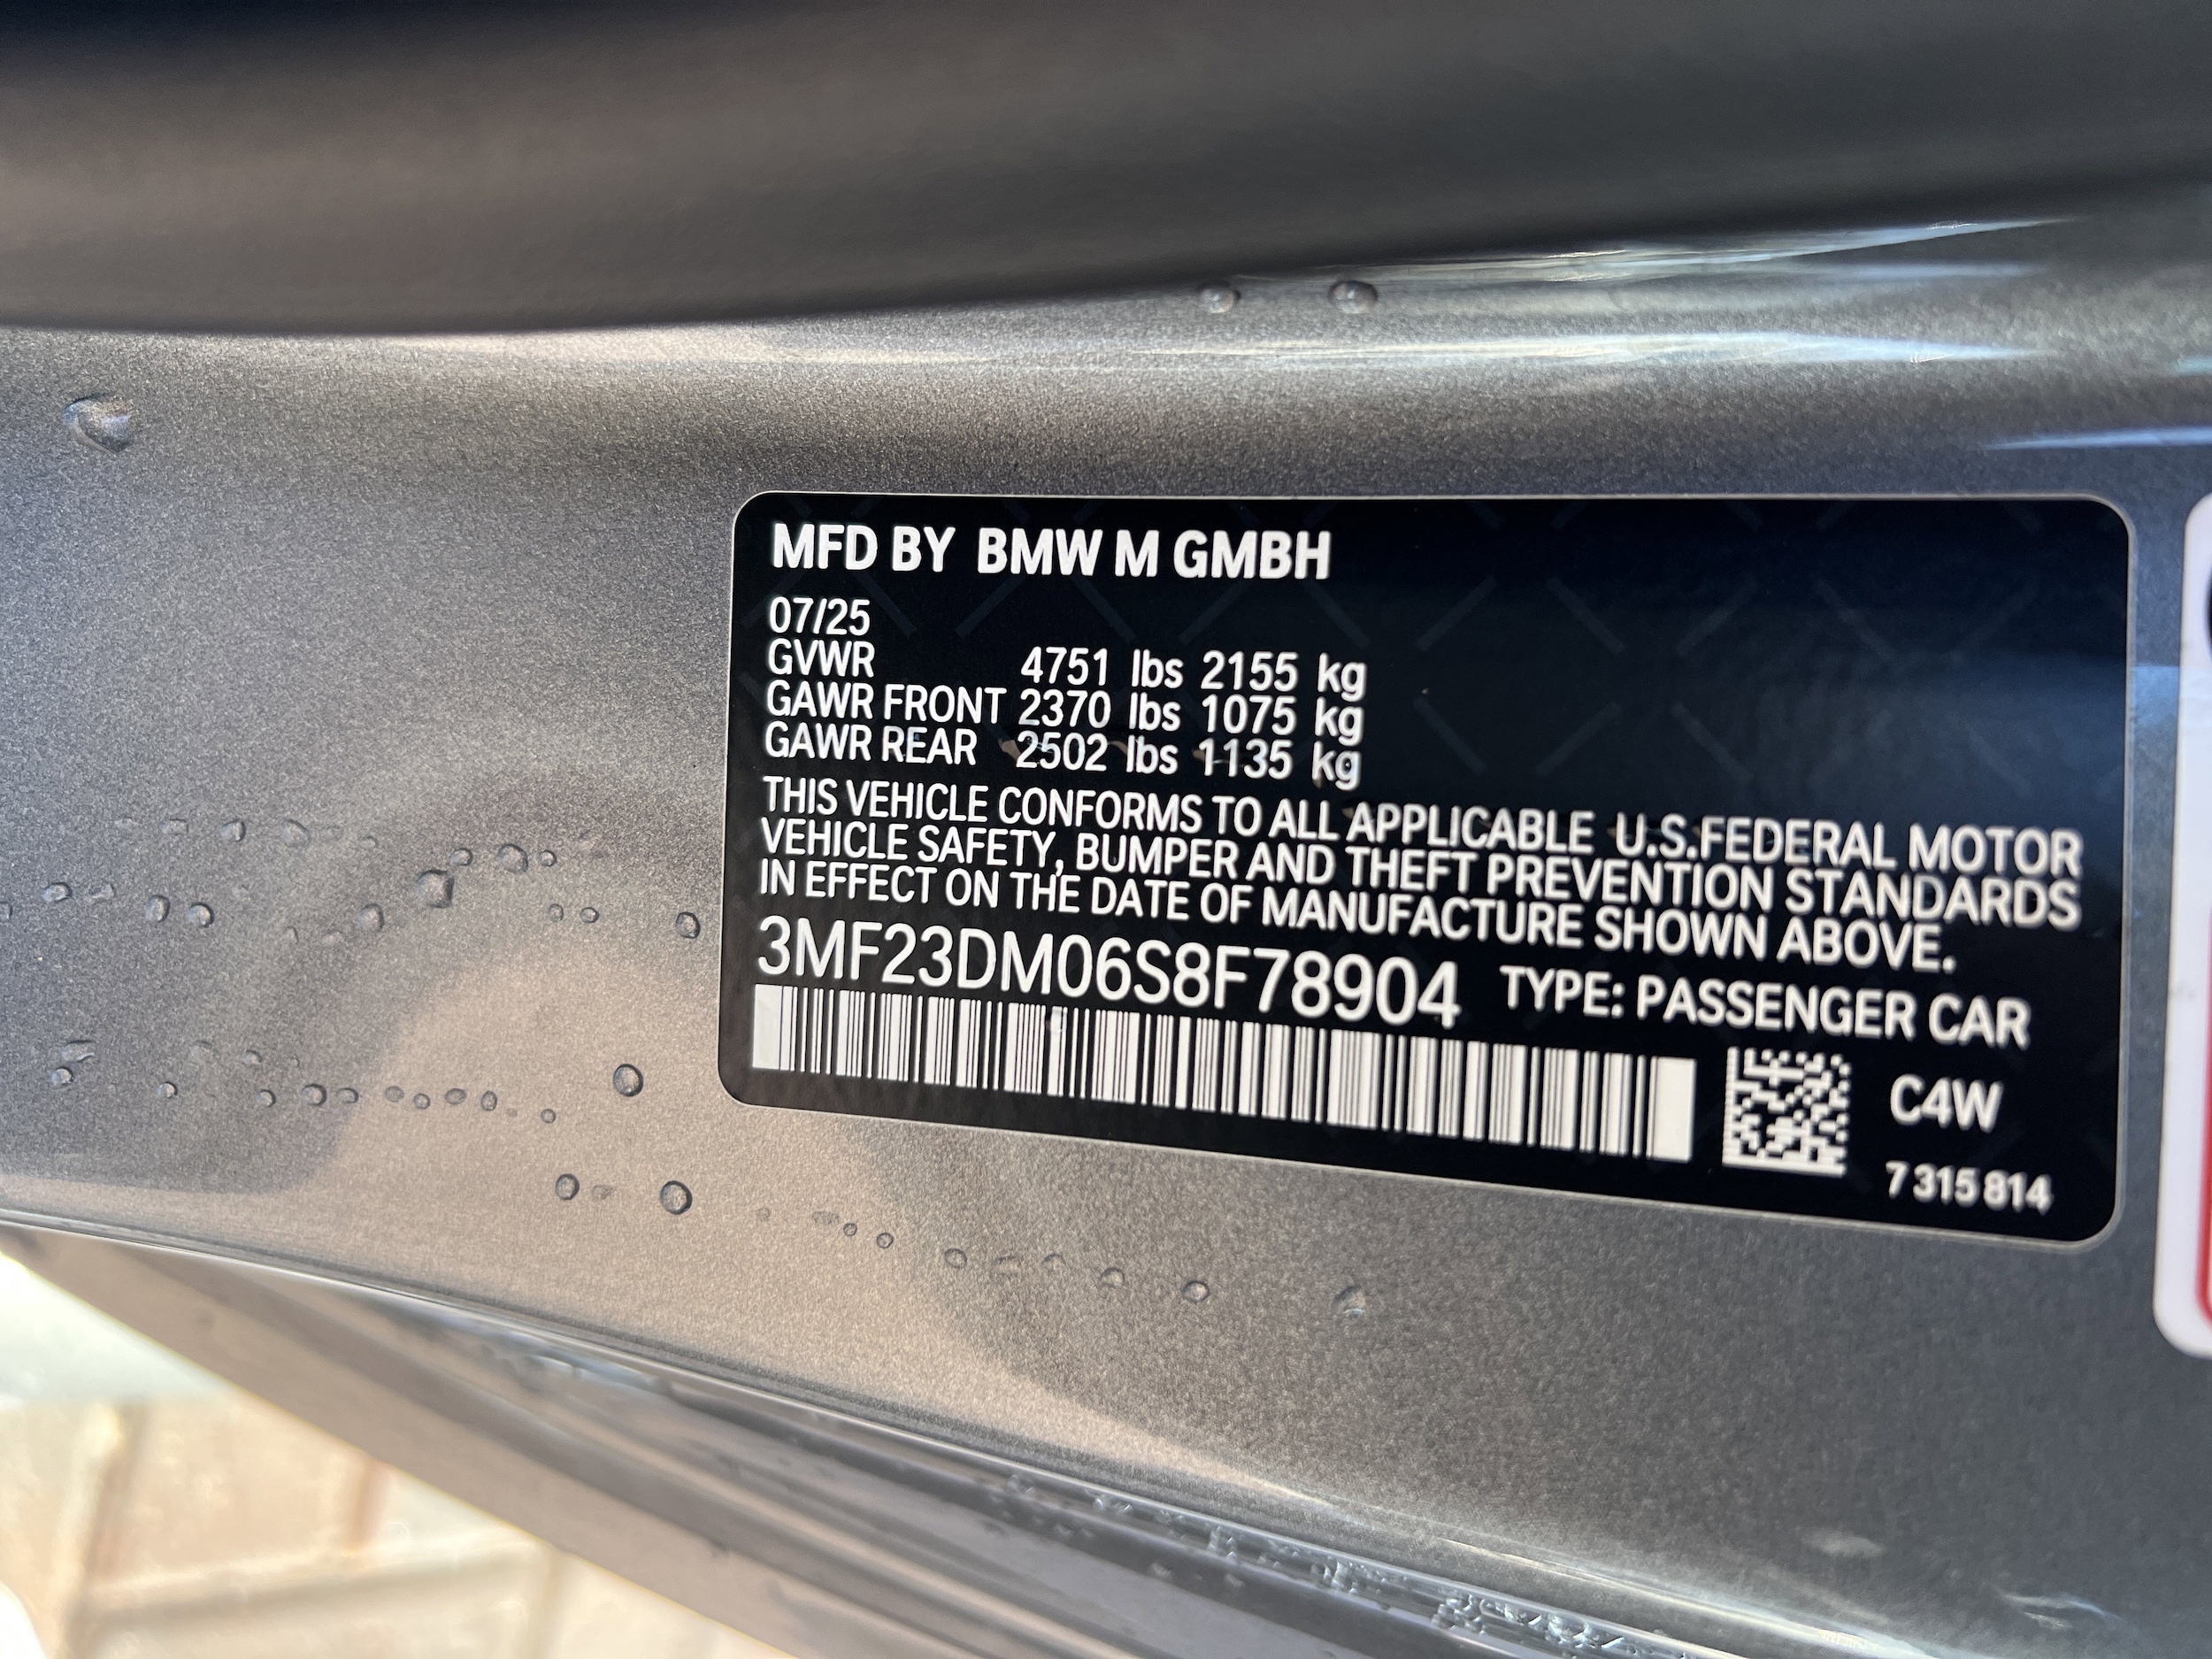 MFD BY BMW M GMBH
07/25
GVWR 4751 lbs 2155 kg
GAWR FRONT 2370 lbs 1075 kg
GAWR REAR 2502 lbs 1135 kg
THIS VEHICLE CONFORMS TO ALL APPLICABLE U.S.FEDERAL MOTOR
VEHICLE SAFETY, BUMPER AND THEFT PREVENTION STANDARDS
IN EFFECT ON THE DATE OF MANUFACTURE SHOWN ABOVE.
3MF23DM06S8F78904 TYPE: PASSENGER CAR
C4W
7 315 814